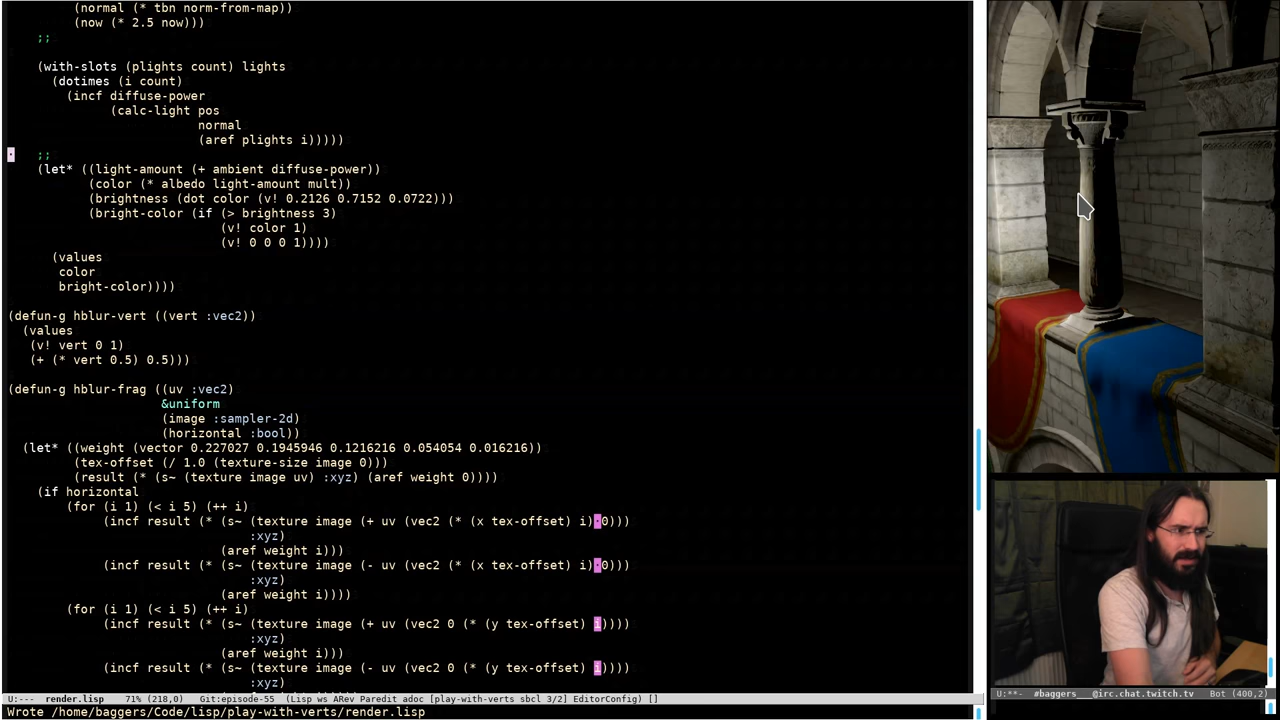 (normal (* tbn norm-from-map))
(now (* 2.5 now)))
;;
(with-slots (plights count) lights
(dotimes (i count)
(incf diffuse-power
(calc-light pos
normal
(aref plights i)))))
;;
(let* ((light-amount (+ ambient diffuse-power))
(color (* albedo light-amount mult))
(brightness (dot color (v! 0.2126 0.7152 0.0722)))
(bright-color (if (> brightness 3)
(v! color 1)
(v! 0 0 0 1))))
(values
color
bright-color))))
(defun-g hblur-vert ((vert :vec2))
(values
(v! vert 0 1)
(+ (* vert 0.5) 0.5)))
(defun-g hblur-frag ((uv :vec2)
&uniform
(image :sampler-2d)
(horizontal :bool))
(let* ((weight (vector 0.227027 0.1945946 0.1216216 0.054054 0.016216))
(tex-offset (/ 1.0 (texture-size image 0)))
(result (* (s~ (texture image uv) :xyz) (aref weight 0))))
(if horizontal
(for (i 1) (< i 5) (++ i)
(incf result (* (s~ (texture image (+ uv (vec2 (* (x tex-offset) i) 0)))
:xyz)
(aref weight i)))
(incf result (* (s~ (texture image (- uv (vec2 (* (x tex-offset) i) 0)))
:xyz)
(aref weight i))))
(for (i 1) (< i 5) (++ i)
(incf result (* (s~ (texture image (+ uv (vec2 0 (* (y tex-offset) i))))
:xyz)
(aref weight i)))
(incf result (* (s~ (texture image (- uv (vec2 0 (* (y tex-offset) i))))
:xyz)
U:--- render.lisp 71% (218,0) Git:episode-55 (Lisp ws ARev Paredit adoc [play-with-verts sbcl 3/2] EditorConfig) []
U:**- #baggers___@irc.chat.twitch.tv Bot (400,2)
Wrote /home/baggers/Code/lisp/play-with-verts/render.lisp